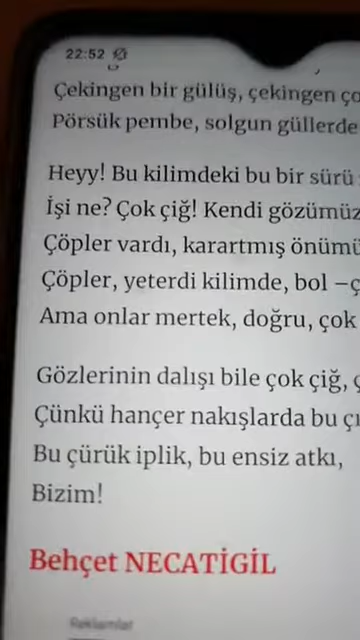 22:52
Çekingen bir gülüş, çekingen
Pörsük pembe, solgun güllerde
Heyy! Bu kilimdeki bu bir sürü
İşi ne? Çok çiğ! Kendi gözümüz
Çöpler vardı, karartmış önümü
Çöpler, yeterdi kilimde, bol –
Ama onlar mertek, doğru, çok
Gözlerinin dalışı bile çok çiğ,
Çünkü hançer nakışlarda bu
Bu çürük iplik, bu ensiz atkı,
Bizim!
Behçet NECATİGİL
Reklamlar